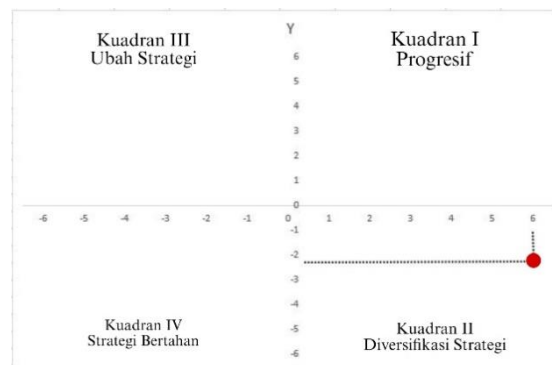 Kuadran III
Ubah Strategi
Y
Kuadran I
Progresif
6
5
4
3
2
1
0
-6 -5 -4 -3 -2 -1 0 1 2 3 4 5 6
-1
-2
-3
-4
-5
-6
Kuadran IV
Strategi Bertahan
Kuadran II
Diversifikasi Strategi